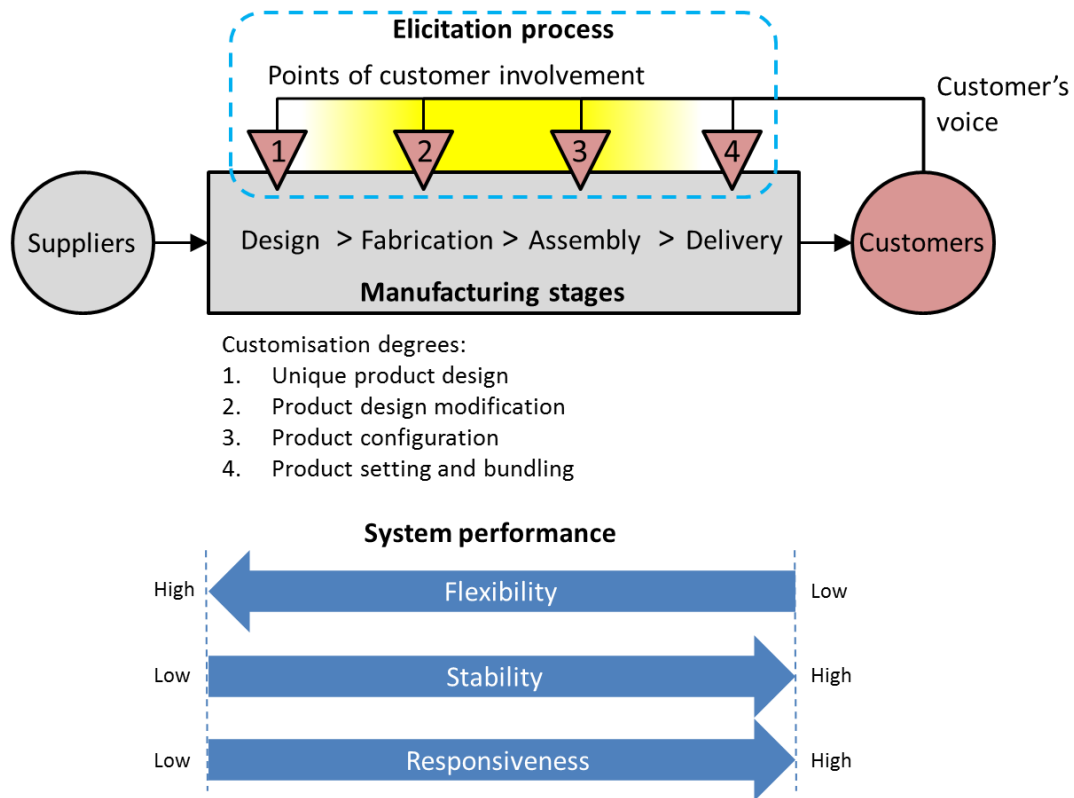 Elicitation process
Points of customer involvement
Customer's
voice
1 2 3 4
Suppliers
Design > Fabrication > Assembly > Delivery
Customers
Manufacturing stages
Customisation degrees:
1. Unique product design
2. Product design modification
3. Product configuration
4. Product setting and bundling
System performance
High Flexibility Low
Low Stability High
Low Responsiveness High